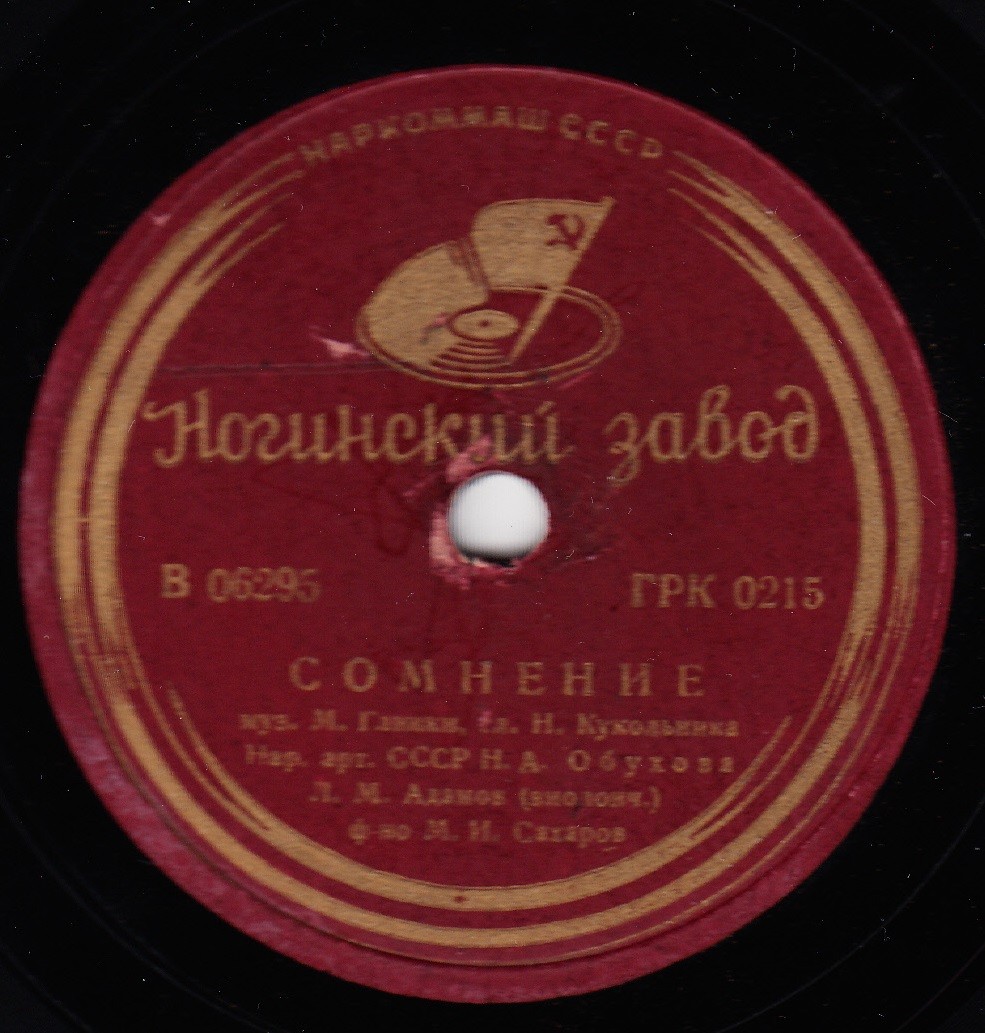 НАРКОММАШ СССР
Ногинский завод
В 06295 ГРК 0215
СОМНЕНИЕ
муз. М. Глинки, сл. Н. Кукольника
Нар. арт. СССР Н. А. Обухова
Л. М. Адамов (виолонч.)
ф-но М. И. Сахаров